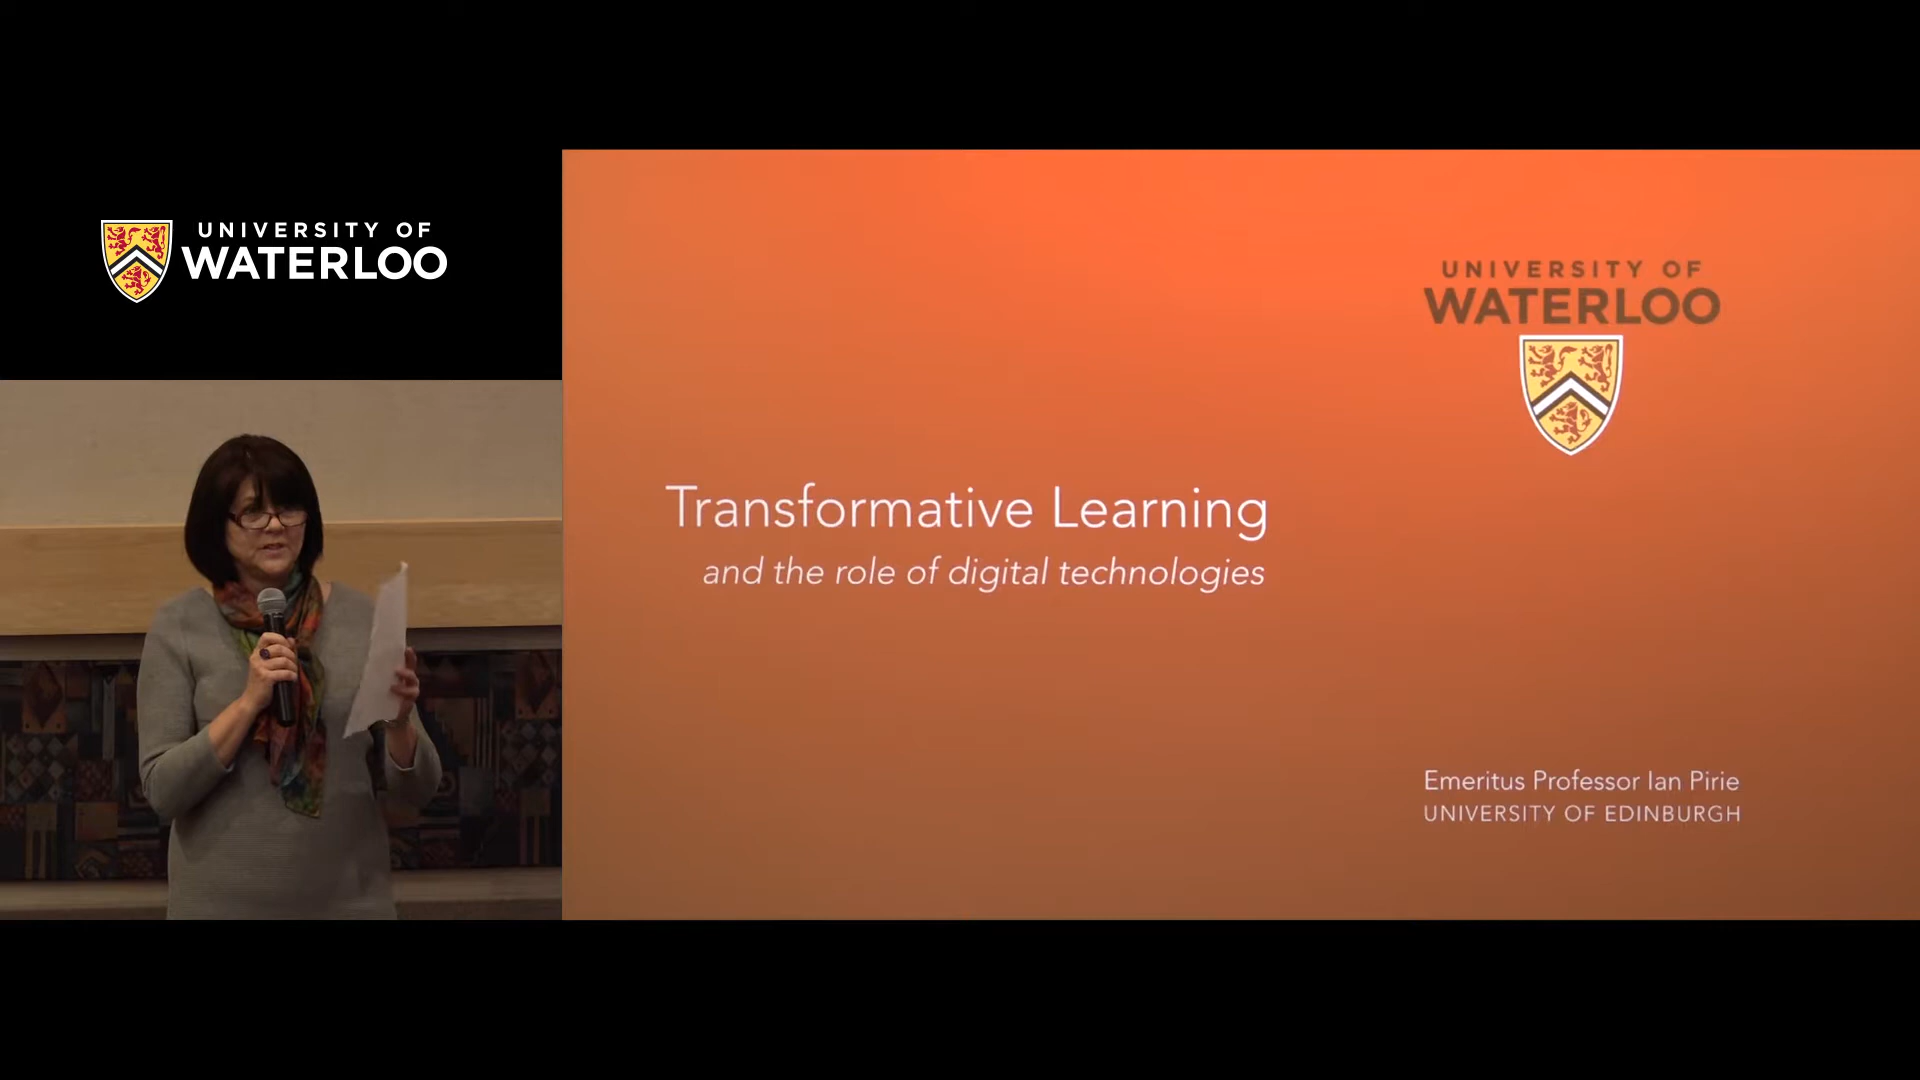 UNIVERSITY OF
WATERLOO
UNIVERSITY OF
WATERLOO
Transformative Learning
and the role of digital technologies
Emeritus Professor Ian Pirie
UNIVERSITY OF EDINBURGH